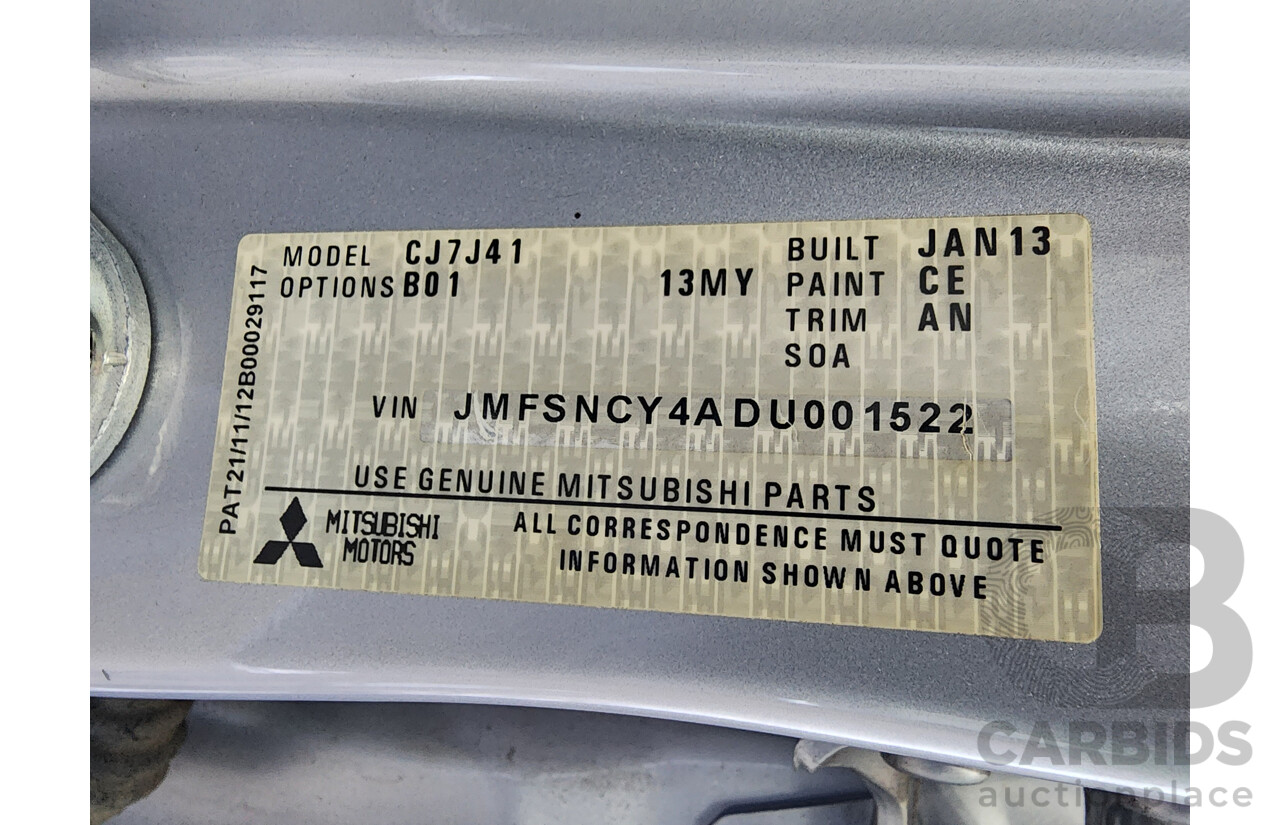 MODEL CJ7J41 BUILT JAN13
OPTIONS B01 13MY PAINT CE
TRIM AN
SOA
VIN JMFSNCY4ADU001522
USE GENUINE MITSUBISHI PARTS
MITSUBISHI
MOTORS
ALL CORRESPONDENCE MUST QUOTE
INFORMATION SHOWN ABOVE
PAT21/11/12B00029117
CARBIDS
auctionplace